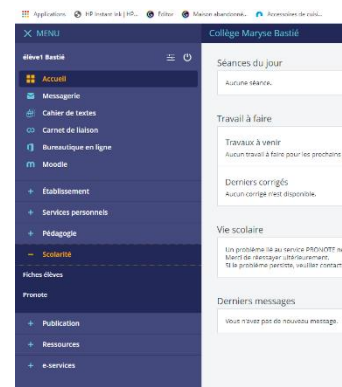 Applications HP Instant Ink | HP... Editor Maison abandonné... Accessoires de cuisi...
MENU
Collège Maryse Bastié
élève1 Bastié
Accueil
Messagerie
Cahier de textes
Carnet de liaison
Bureautique en ligne
Moodle
Établissement
Services personnels
Pédagogie
Scolarité
Fiches élèves
Pronote
Publication
Ressources
e-services
Séances du jour
Aucune séance.
Travail à faire
Travaux à venir
Aucun travail à faire pour les prochains
Derniers corrigés
Aucun corrigé n'est disponible.
Vie scolaire
Un problème lié au service PRONOTE ne
Merci de réessayer ultérieurement.
Si le problème persiste, veuillez contact
Derniers messages
Vous n'avez pas de nouveau message.